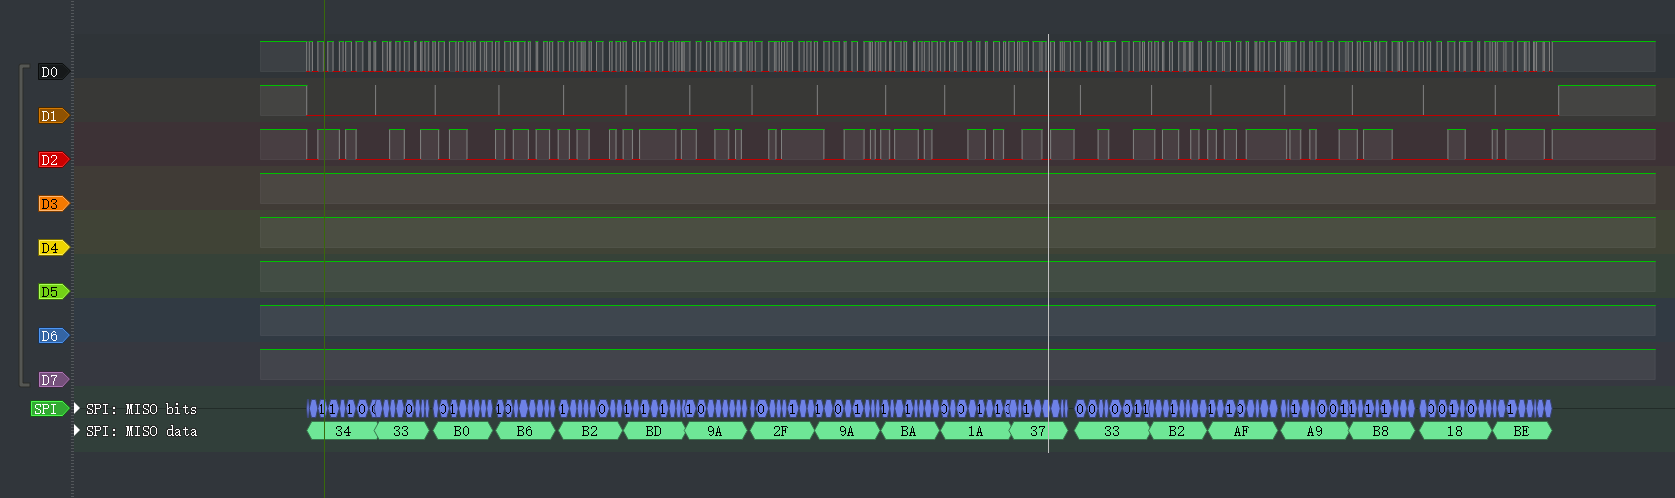 D0
D1
D2
D3
D4
D5
D6
D7
SPI SPI: MISO bits
SPI: MISO data 34 33 B0 B6 B2 BD 9A 2F 9A BA 1A 37 33 B2 AF A9 B8 18 BE